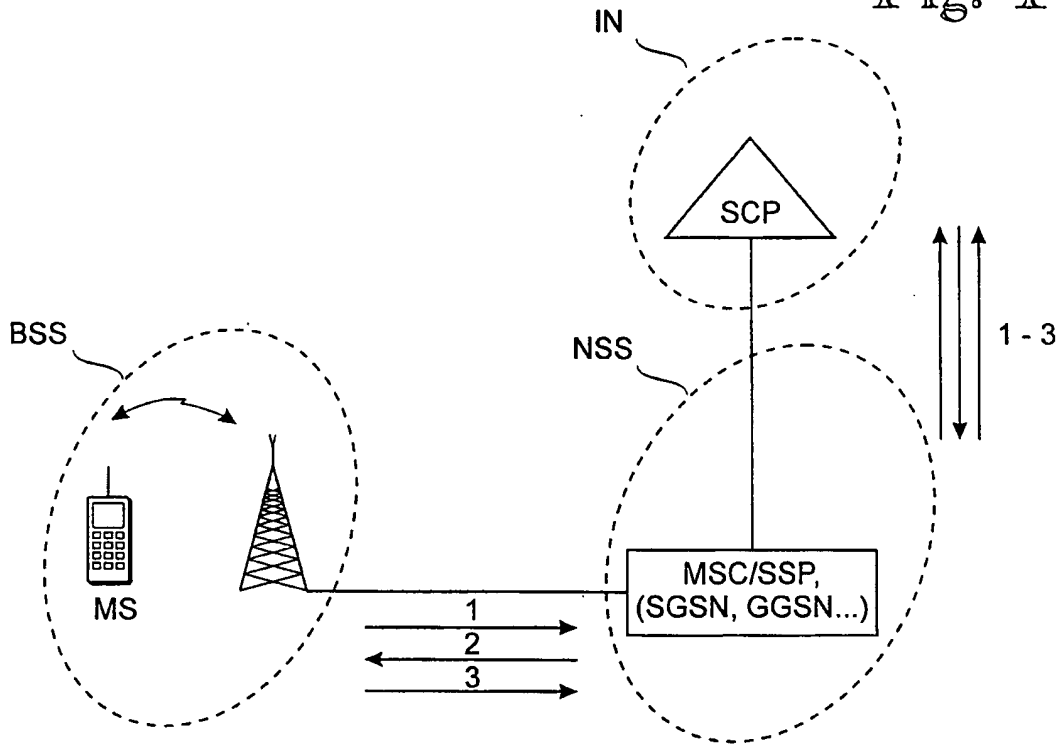 IN
SCP
1 - 3
BSS
NSS
MS
MSC/SSP,
(SGSN, GGSN...)
1
2
3